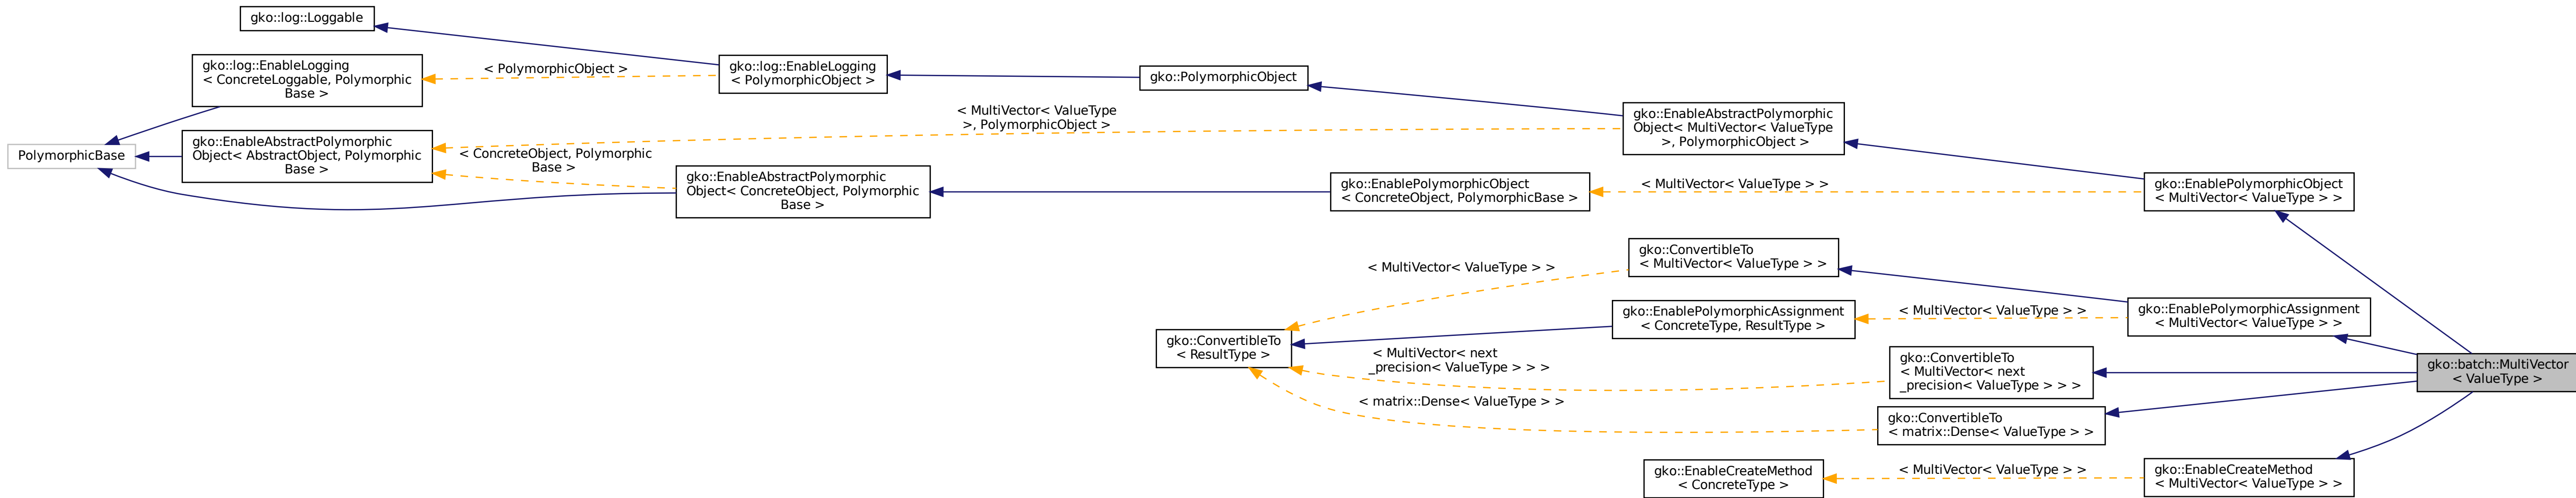 gko::log::Loggable
gko::log::EnableLogging
< ConcreteLoggable, Polymorphic
Base >
< PolymorphicObject >
gko::log::EnableLogging
< PolymorphicObject >
gko::PolymorphicObject
PolymorphicBase
gko::EnableAbstractPolymorphic
Object< AbstractObject, Polymorphic
Base >
< MultiVector< ValueType
>, PolymorphicObject >
gko::EnableAbstractPolymorphic
Object< MultiVector< ValueType
>, PolymorphicObject >
< ConcreteObject, Polymorphic
Base >
gko::EnableAbstractPolymorphic
Object< ConcreteObject, Polymorphic
Base >
gko::EnablePolymorphicObject
< ConcreteObject, PolymorphicBase >
< MultiVector< ValueType > >
gko::EnablePolymorphicObject
< MultiVector< ValueType > >
gko::ConvertibleTo
< MultiVector< ValueType > >
< MultiVector< ValueType > >
gko::EnablePolymorphicAssignment
< ConcreteType, ResultType >
< MultiVector< ValueType > >
gko::EnablePolymorphicAssignment
< MultiVector< ValueType > >
gko::ConvertibleTo
< ResultType >
< MultiVector< next
_precision< ValueType > > >
gko::ConvertibleTo
< MultiVector< next
_precision< ValueType > > >
gko::batch::MultiVector
< ValueType >
< matrix::Dense< ValueType > >
gko::ConvertibleTo
< matrix::Dense< ValueType > >
gko::EnableCreateMethod
< ConcreteType >
< MultiVector< ValueType > >
gko::EnableCreateMethod
< MultiVector< ValueType > >